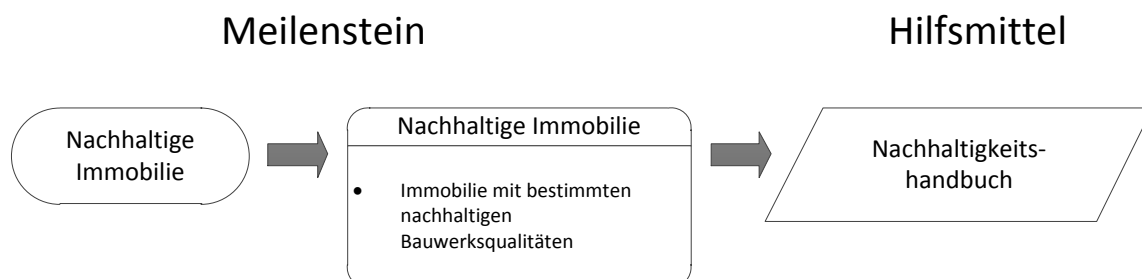 Meilenstein
Hilfsmittel
Nachhaltige
Immobilie
Nachhaltige Immobilie
• Immobilie mit bestimmten
nachhaltigen
Bauwerksqualitäten
Nachhaltigkeits-
handbuch